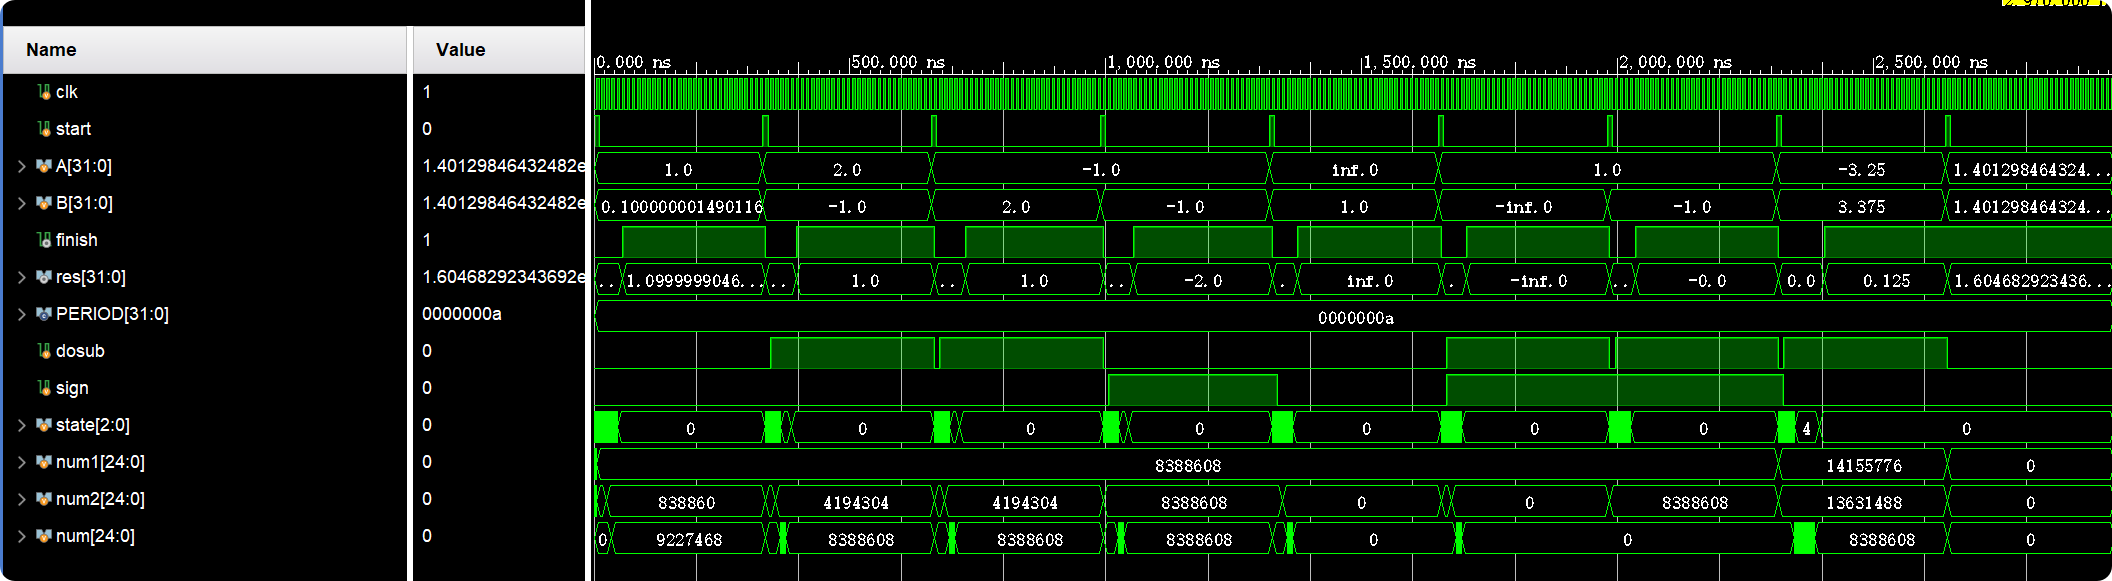 Name Value
0.000 ns 500.000 ns 1,000.000 ns 1,500.000 ns 2,000.000 ns 2,500.000 ns
clk 1
start 0
A[31:0] 1.40129846432482e 1.0 2.0 -1.0 inf.0 1.0 -3.25 1.401298464324...
B[31:0] 1.40129846432482e 0.100000001490116 -1.0 2.0 -1.0 1.0 -inf.0 -1.0 3.375 1.401298464324...
finish 1
res[31:0] 1.60468292343692e .. 1.0999999046... .. 1.0 .. 1.0 .. -2.0 . inf.0 . -inf.0 .. -0.0 0.0 0.125 1.604682923436...
PERIOD[31:0] 0000000a 0000000a
dosub 0
sign 0
state[2:0] 0 0 0 0 0 0 0 0 4 0
num1[24:0] 0 8388608 14155776 0
num2[24:0] 0 838860 4194304 4194304 8388608 0 0 8388608 13631488 0
num[24:0] 0 0 9227468 8388608 8388608 8388608 0 0 8388608 0